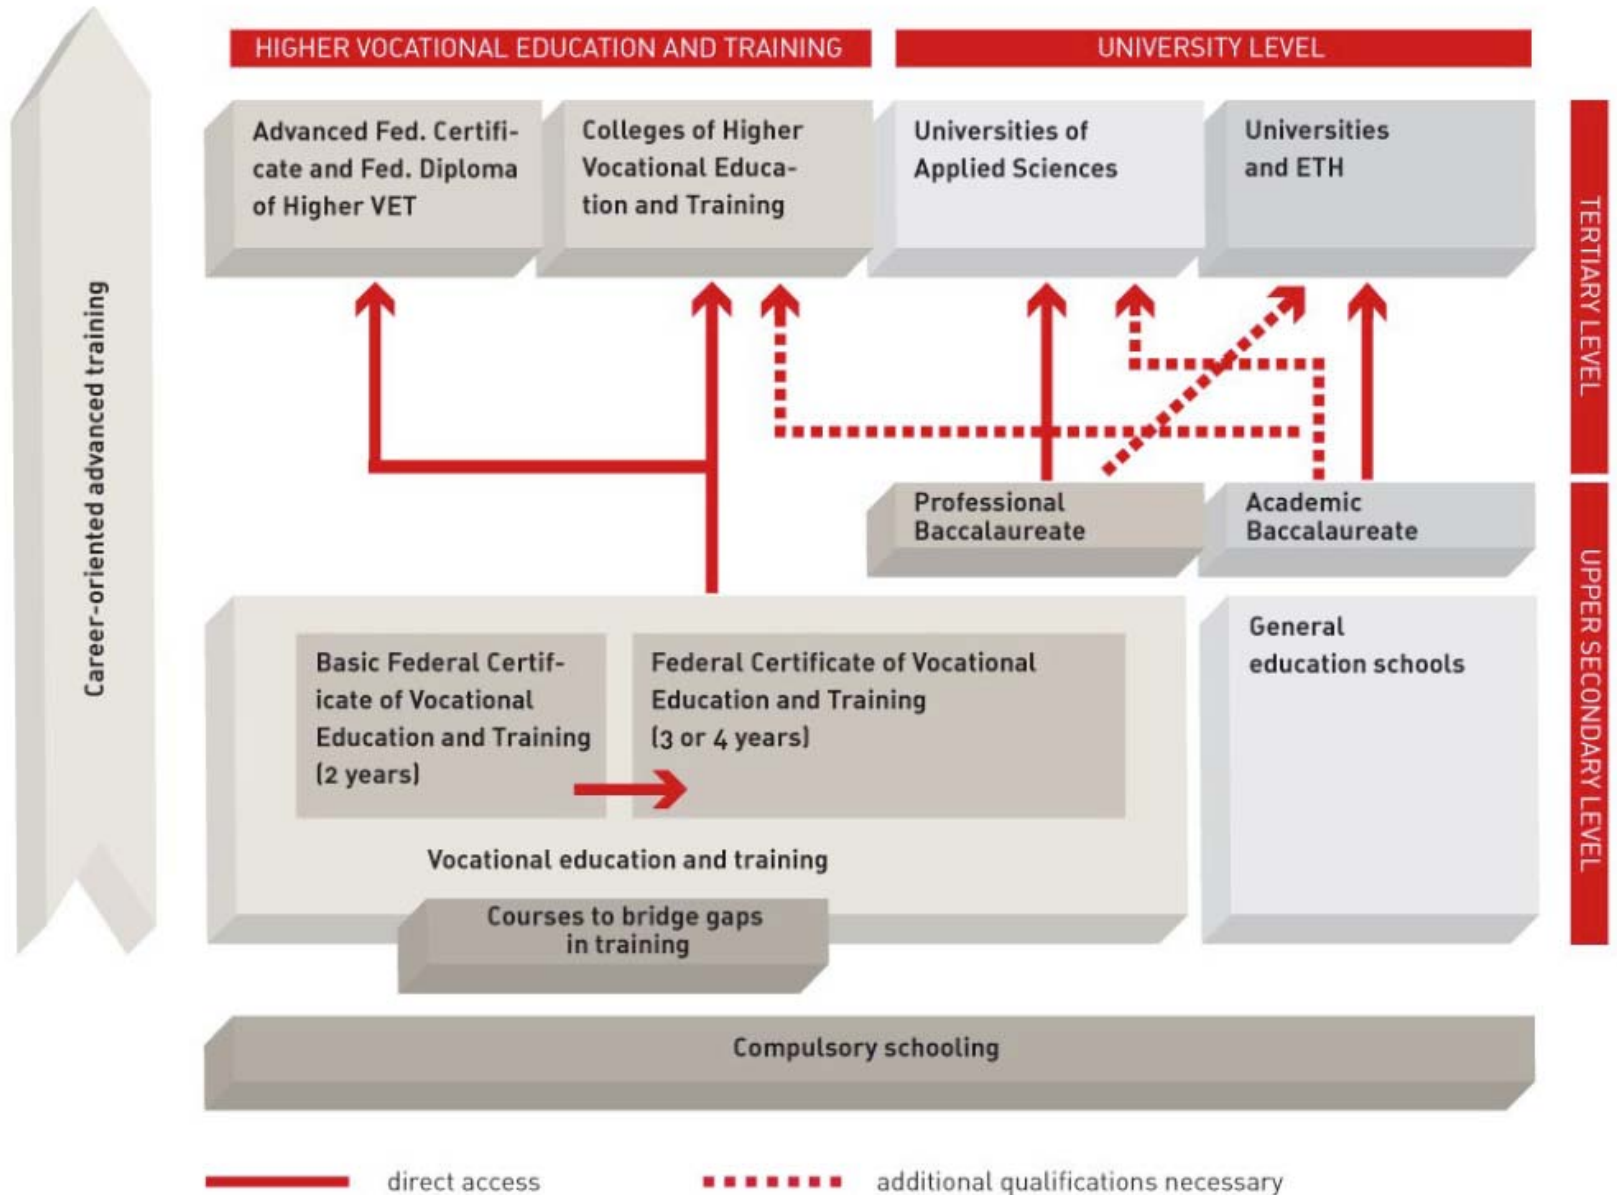 HIGHER VOCATIONAL EDUCATION AND TRAINING
UNIVERSITY LEVEL
Advanced Fed. Certifi-
cate and Fed. Diploma
of Higher VET
Colleges of Higher
Vocational Educa-
tion and Training
Universities of
Applied Sciences
Universities
and ETH
TERTIARY LEVEL
Career-oriented advanced training
Professional
Baccalaureate
Academic
Baccalaureate
UPPER SECONDARY LEVEL
Basic Federal Certif-
icate of Vocational
Education and Training
(2 years)
Federal Certificate of Vocational
Education and Training
(3 or 4 years)
General
education schools
Vocational education and training
Courses to bridge gaps
in training
Compulsory schooling
direct access
additional qualifications necessary